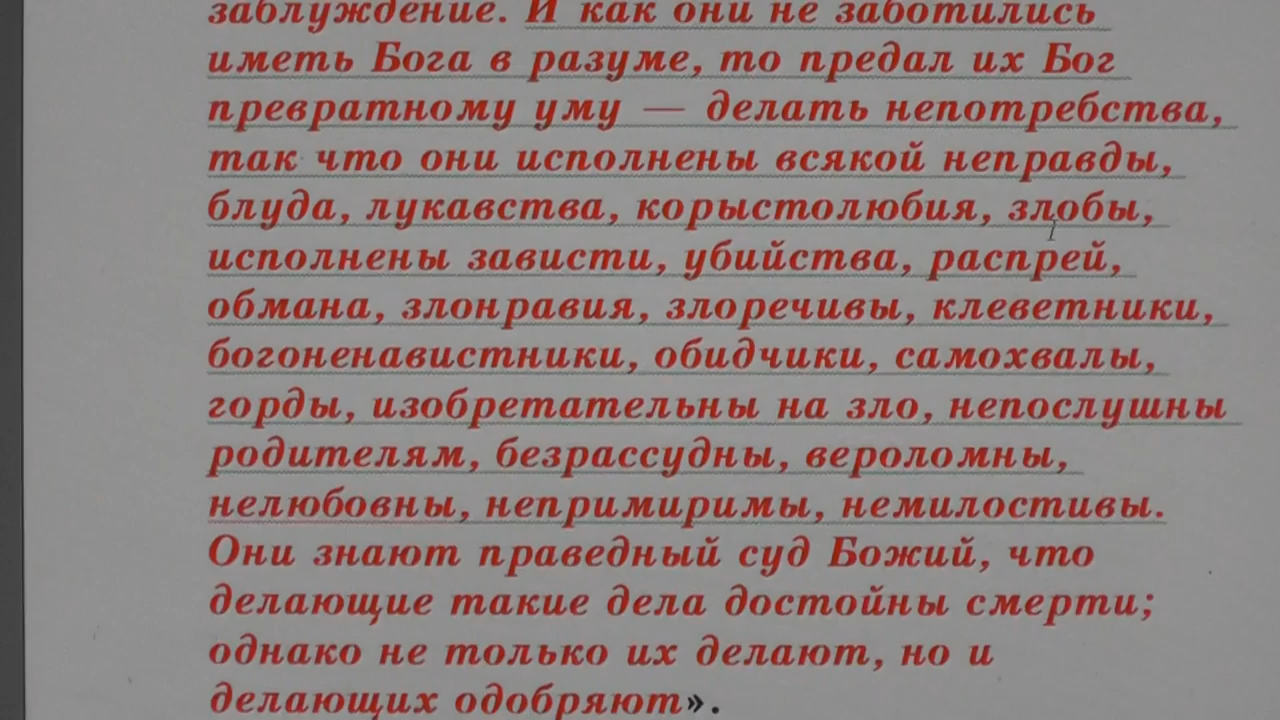 заблуждение. И как они не заботились
иметь Бога в разуме, то предал их Бог
превратному уму — делать непотребства,
так что они исполнены всякой неправды,
блуда, лукавства, корыстолюбия, злобы,
исполнены зависти, убийства, распрей,
обмана, злонравия, злоречивы, клеветники,
богоненавистники, обидчики, самохвалы,
горды, изобретательны на зло, непослушны
родителям, безрассудны, вероломны,
нелюбовны, непримиримы, немилостивы.
Они знают праведный суд Божий, что
делающие такие дела достойны смерти;
однако не только их делают, но и
делающих одобряют».